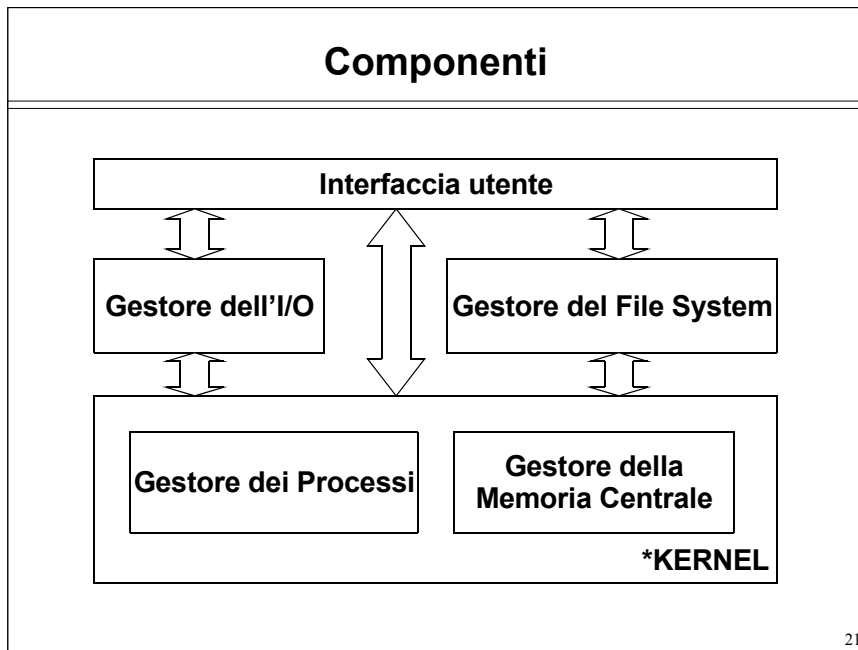 Componenti
Interfaccia utente
Gestore dell'I/O
Gestore del File System
Gestore dei Processi
Gestore della
Memoria Centrale
*KERNEL
21